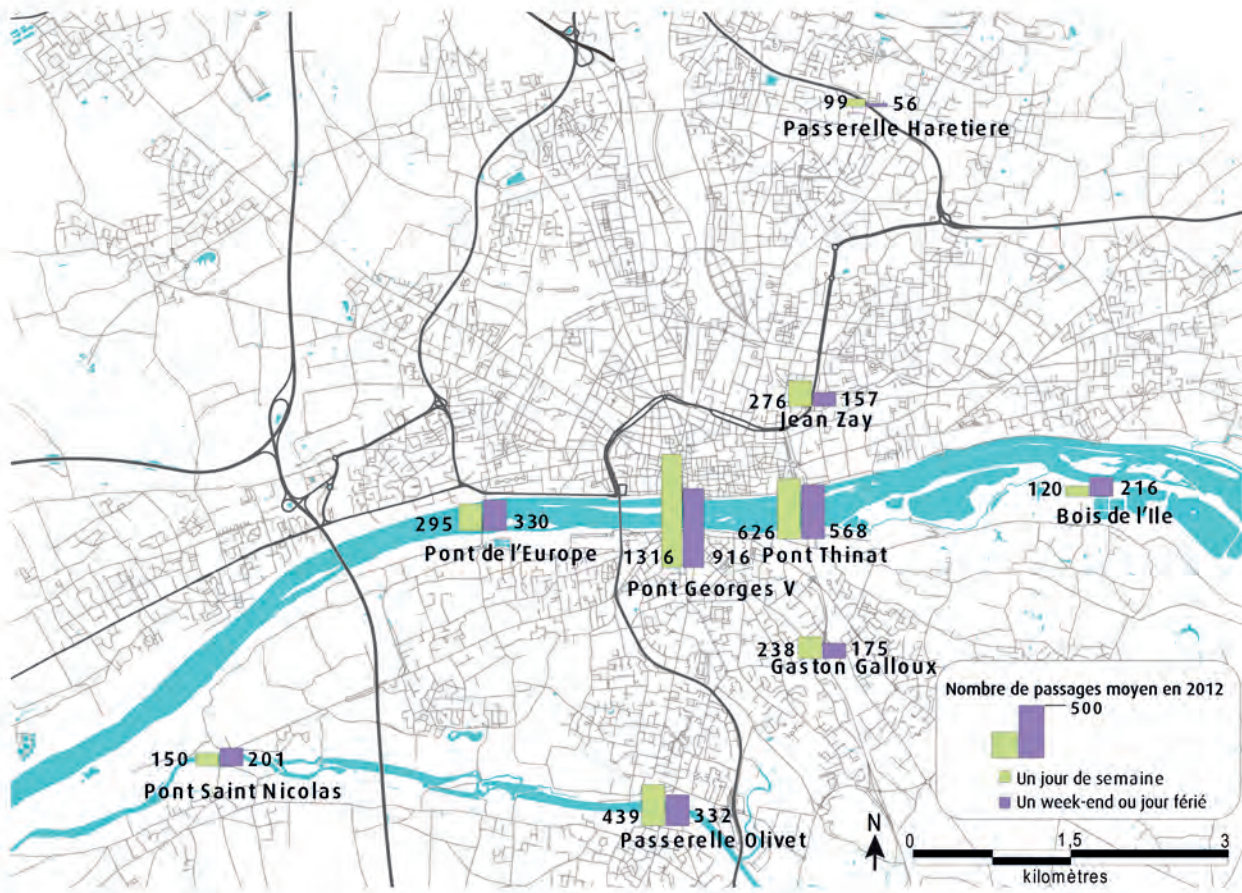 99 56
Passerelle Haretiere
276 157
Jean Zay
120 216
Bois de l'Ile
295 330
Pont de l'Europe
626 568
Pont Thinat
1316 916
Pont Georges V
238 175
Gaston Galloux
150 201
Pont Saint Nicolas
439 332
Passerelle Olivet
Nombre de passages moyen en 2012
500
Un jour de semaine
Un week-end ou jour férié
N
0 1,5 3
kilomètres